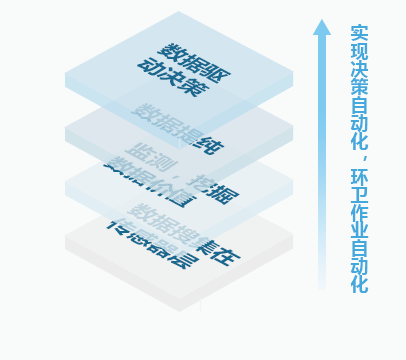 数据驱
动决策
数据提纯
监测，挖掘
数据价值
数据搜集在
传感器层
实现决策自动化，环卫作业自动化